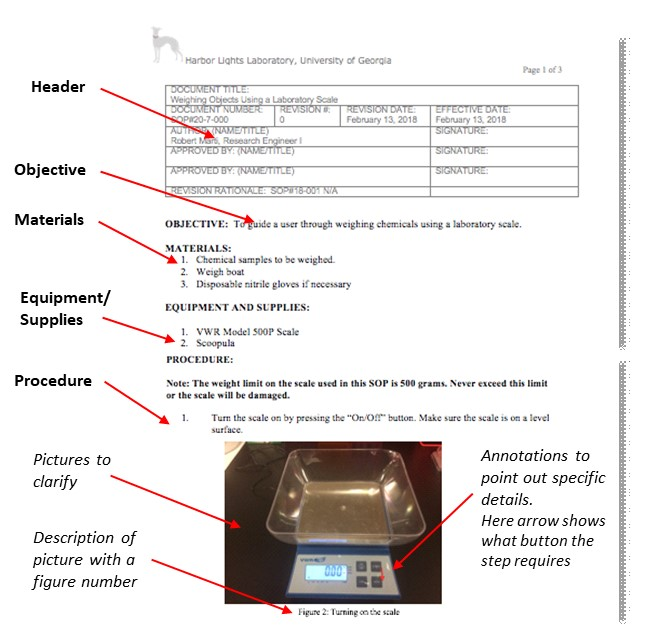 Harbor Lights Laboratory, University of Georgia
Page 1 of 3
Header
DOCUMENT TITLE:
Weighing Objects Using a Laboratory Scale
DOCUMENT NUMBER: REVISION #: REVISION DATE: EFFECTIVE DATE:
SOP#20-7-000 0 February 13, 2018 February 13, 2018
AUTHOR: (NAME/TITLE) SIGNATURE:
Robert Marti, Research Engineer I
APPROVED BY: (NAME/TITLE) SIGNATURE:
APPROVED BY: (NAME/TITLE) SIGNATURE:
REVISION RATIONALE: SOP#18-001 N/A
Objective
OBJECTIVE: To guide a user through weighing chemicals using a laboratory scale.
Materials
MATERIALS:
1. Chemical samples to be weighed.
2. Weigh boat
3. Disposable nitrile gloves if necessary
Equipment/
Supplies
EQUIPMENT AND SUPPLIES:
1. VWR Model 500P Scale
2. Scoopula
Procedure
PROCEDURE:
Note: The weight limit on the scale used in this SOP is 500 grams. Never exceed this limit
or the scale will be damaged.
1. Turn the scale on by pressing the “On/Off” button. Make sure the scale is on a level
surface.
Pictures to
clarify
Description of
picture with a
figure number
Annotations to
point out specific
details.
Here arrow shows
what button the
step requires
VWR
000
Figure 2: Turning on the scale